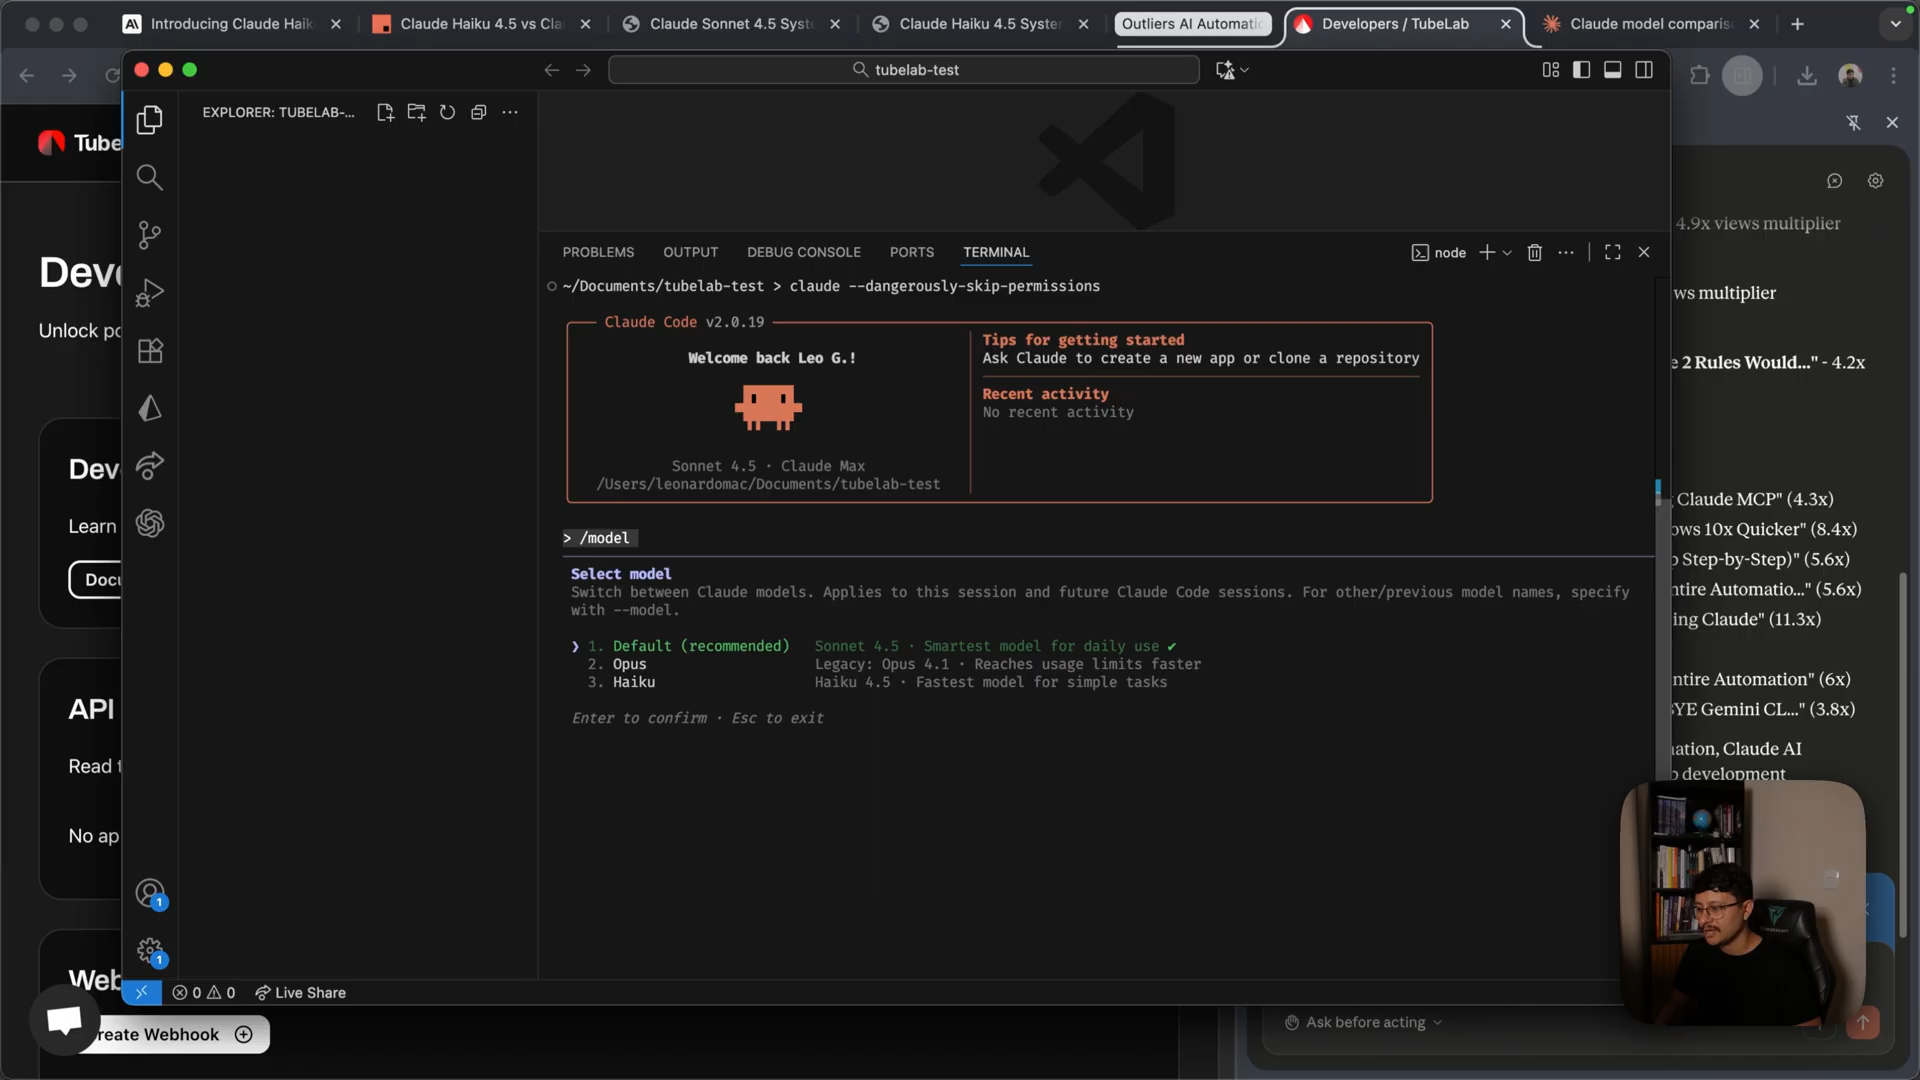 Introducing Claude Haik
Claude Haiku 4.5 vs Cla
Claude Sonnet 4.5 Syste
Claude Haiku 4.5 System
Outliers AI Automati
Developers / TubeLab
Claude model comparis
tubelab-test
EXPLORER: TUBELAB-...
Tube
Deve
Unlock po
Deve
Learn
Docu
API
Read t
No ap
Web
reate Webhook
PROBLEMS
OUTPUT
DEBUG CONSOLE
PORTS
TERMINAL
node
~/Documents/tubelab-test > claude --dangerously-skip-permissions
Claude Code v2.0.19
Welcome back Leo G.!
Sonnet 4.5 · Claude Max
/Users/leonardomac/Documents/tubelab-test
Tips for getting started
Ask Claude to create a new app or clone a repository
Recent activity
No recent activity
> /model
Select model
Switch between Claude models. Applies to this session and future Claude Code sessions. For other/previous model names, specify
with --model.
❯ 1. Default (recommended) Sonnet 4.5 · Smartest model for daily use ✔
2. Opus Legacy: Opus 4.1 · Reaches usage limits faster
3. Haiku Haiku 4.5 · Fastest model for simple tasks
Enter to confirm · Esc to exit
1
1
0 0
Live Share
4.9x views multiplier
ws multiplier
e 2 Rules Would..." - 4.2x
Claude MCP" (4.3x)
ows 10x Quicker" (8.4x)
p Step-by-Step)" (5.6x)
ntire Automatio..." (5.6x)
ing Claude" (11.3x)
ntire Automation" (6x)
BYE Gemini CL..." (3.8x)
nation, Claude AI
p development
Ask before acting